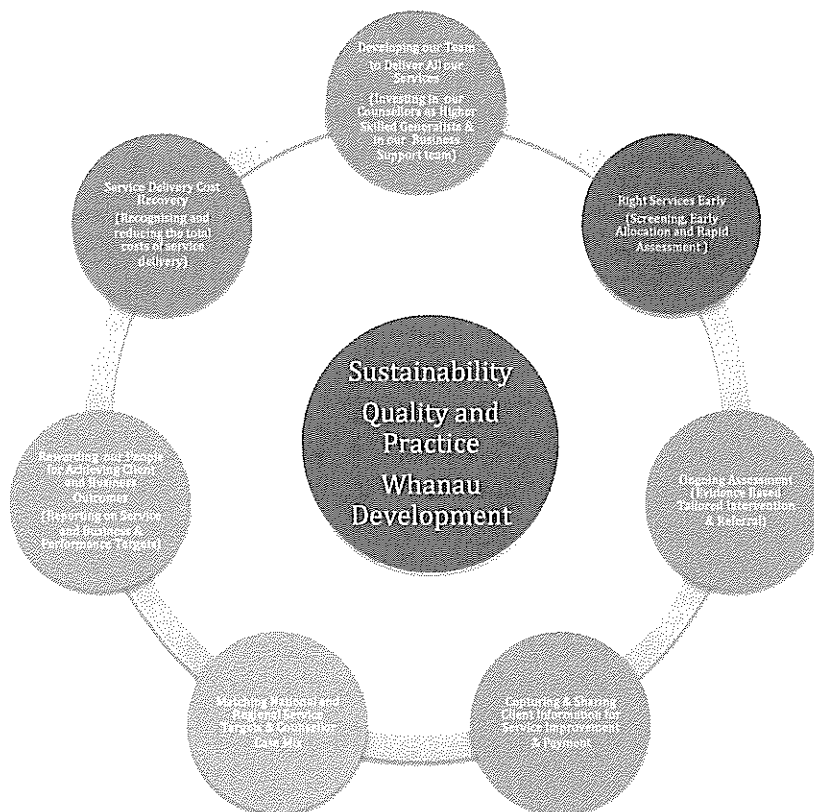 Developing our Team
to Deliver All our
Services
(Investing in our
Counsellors as Higher
Skilled Generalists &
in our Business
Support team)
Right Services Early
(Screening, Early
Allocation and Rapid
Assessment )
Ongoing Assessment
(Evidence Based
Tailored Intervention
& Referral)
Capturing & Sharing
Client Information for
Service Improvement
& Payment
Matching National and
Regional Service
Targets & Counsellor
Case Mix
Rewarding our People
for Achieving Client
and Business
Outcomes
(Reporting on Service
and Business &
Performance Targets)
Service Delivery Cost
Recovery
(Recognising and
reducing the total
costs of service
delivery)
Sustainability
Quality and
Practice
Whanau
Development